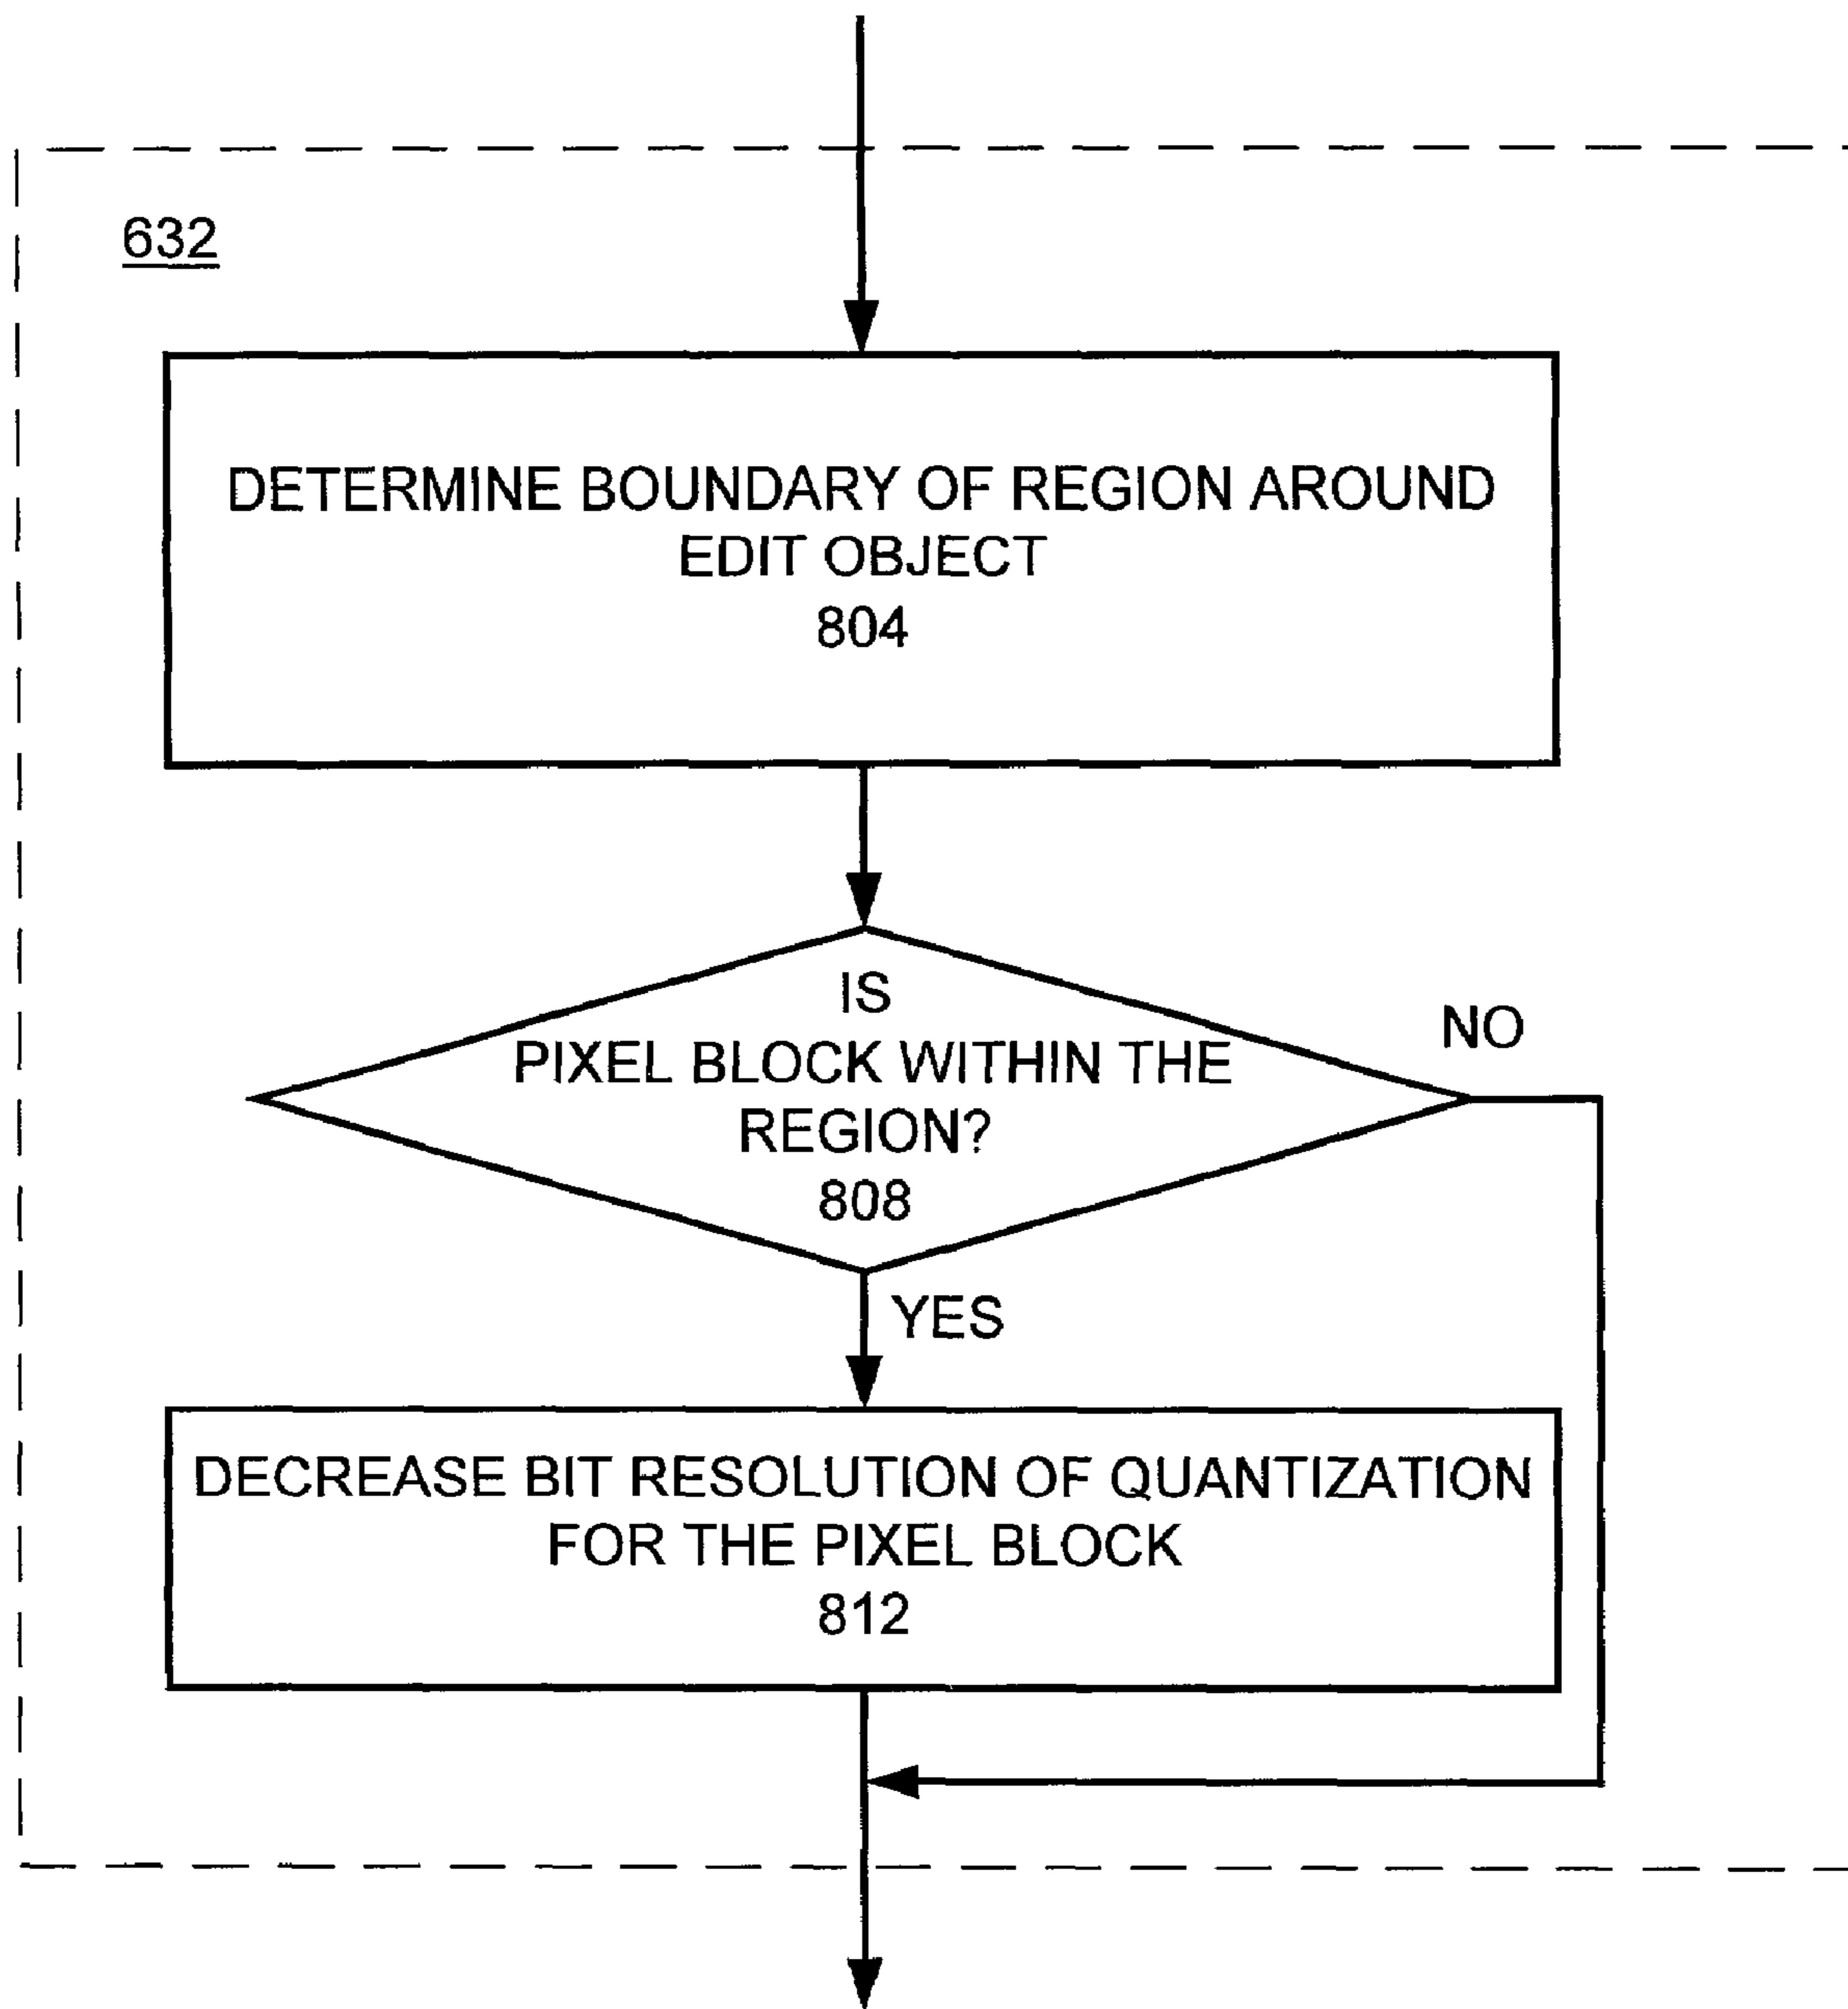 632
DETERMINE BOUNDARY OF REGION AROUND
EDIT OBJECT
804
IS
PIXEL BLOCK WITHIN THE
REGION?
808
NO
YES
DECREASE BIT RESOLUTION OF QUANTIZATION
FOR THE PIXEL BLOCK
812